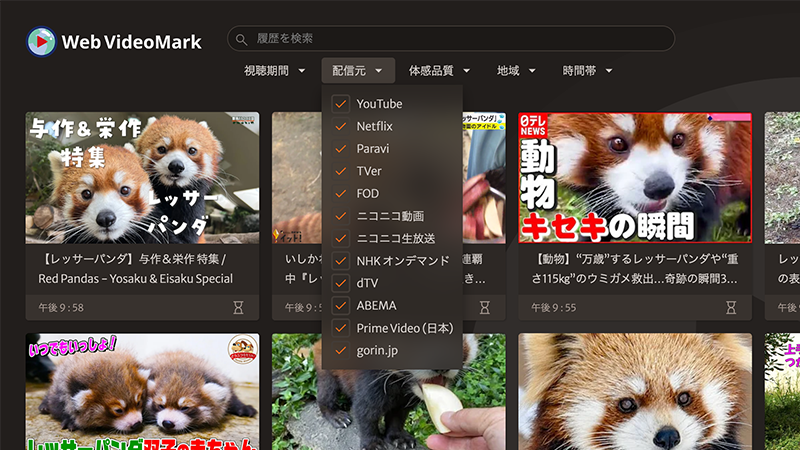 Web VideoMark
履歴を検索
視聴期間
配信元
体感品質
地域
時間帯
YouTube
Netflix
Paravi
TVer
FOD
ニコニコ動画
ニコニコ生放送
NHK オンデマンド
dTV
ABEMA
Prime Video (日本)
gorin.jp
与作&栄作
特集
レッサー
パンダ
【レッサーパンダ】与作&栄作 特集 /
Red Pandas – Yosaku & Eisaku Special
午後 9 : 58
いしかわ
中『レッ
連覇
き…
午後 9 : 5
日テレ
NEWS
動物
キセキの瞬間
【動物】“万歳”するレッサーパンダや“重
さ115kg”のウミガメ救出…奇跡の瞬間3…
午後 9 : 55
レッ
の表
午後
いつでもいっしょ!
レッサーパンダ双子の赤ちゃん